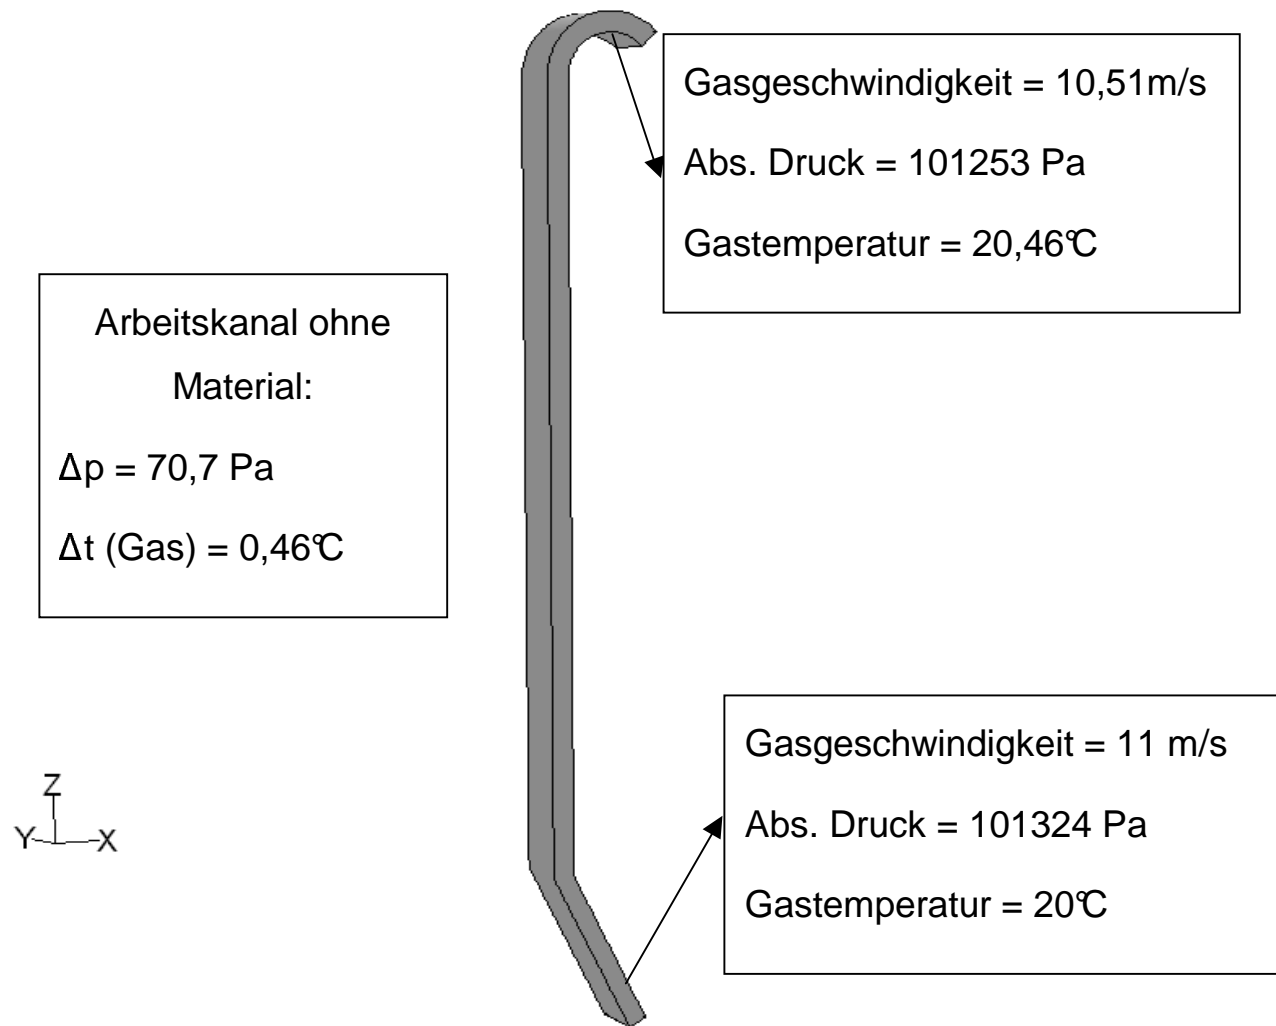 Gasgeschwindigkeit = 10,51m/s
Abs. Druck = 101253 Pa
Gastemperatur = 20,46°C
Arbeitskanal ohne
Material:
Δp = 70,7 Pa
Δt (Gas) = 0,46°C
Gasgeschwindigkeit = 11 m/s
Abs. Druck = 101324 Pa
Gastemperatur = 20°C
Z
Y X